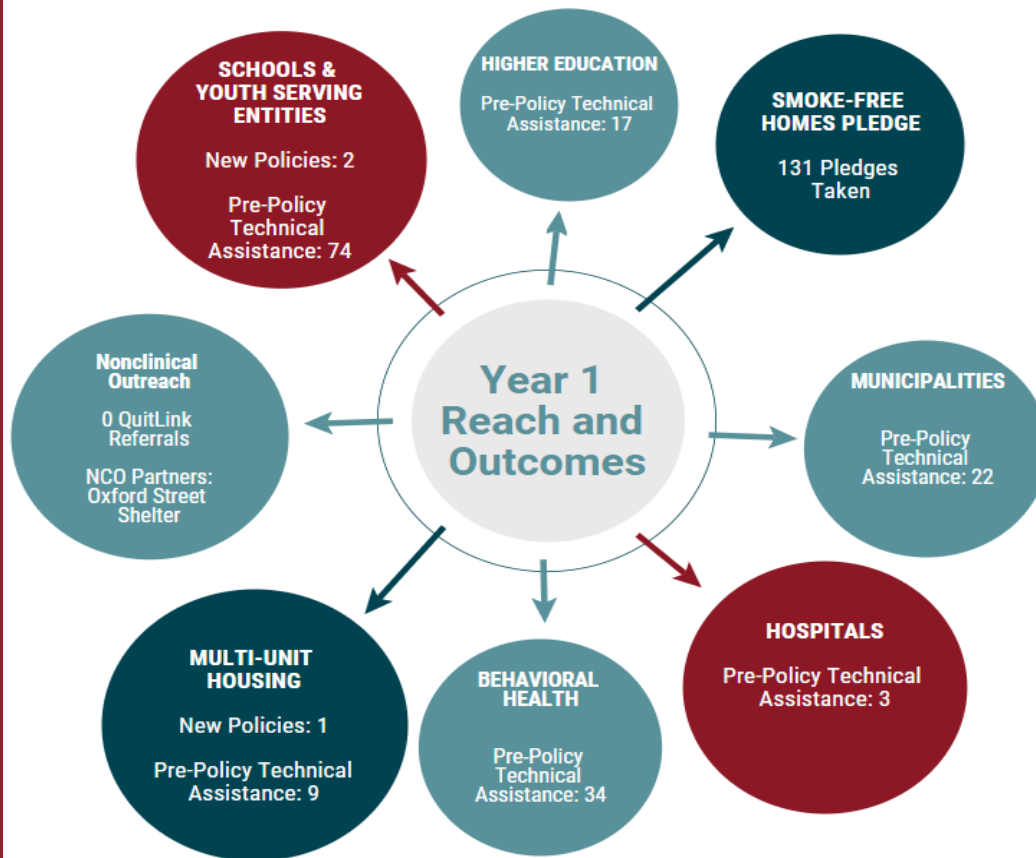 SCHOOLS &
YOUTH SERVING
ENTITIES
New Policies: 2
Pre-Policy
Technical
Assistance: 74
HIGHER EDUCATION
Pre-Policy Technical
Assistance: 17
SMOKE-FREE
HOMES PLEDGE
131 Pledges
Taken
Nonclinical
Outreach
0 QuitLink
Referrals
NCO Partners:
Oxford Street
Shelter
Year 1
Reach and
Outcomes
MUNICIPALITIES
Pre-Policy
Technical
Assistance: 22
MULTI-UNIT
HOUSING
New Policies: 1
Pre-Policy Technical
Assistance: 9
BEHAVIORAL
HEALTH
Pre-Policy
Technical
Assistance: 34
HOSPITALS
Pre-Policy Technical
Assistance: 3